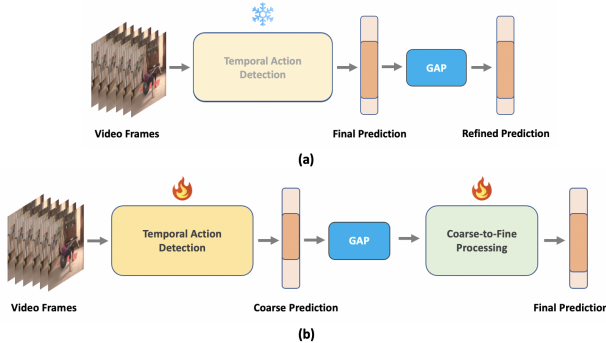 Temporal Action
Detection
GAP
Video Frames
Final Prediction
Refined Prediction
(a)
Temporal Action
Detection
GAP
Coarse-to-Fine
Processing
Video Frames
Coarse Prediction
Final Prediction
(b)